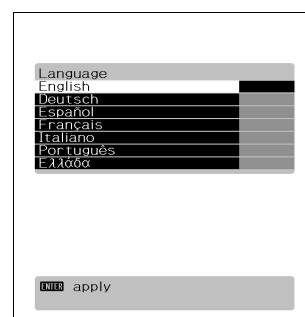 Language
English
Deutsch
Español
Français
Italiano
Português
Ελλάδα
ENTER apply